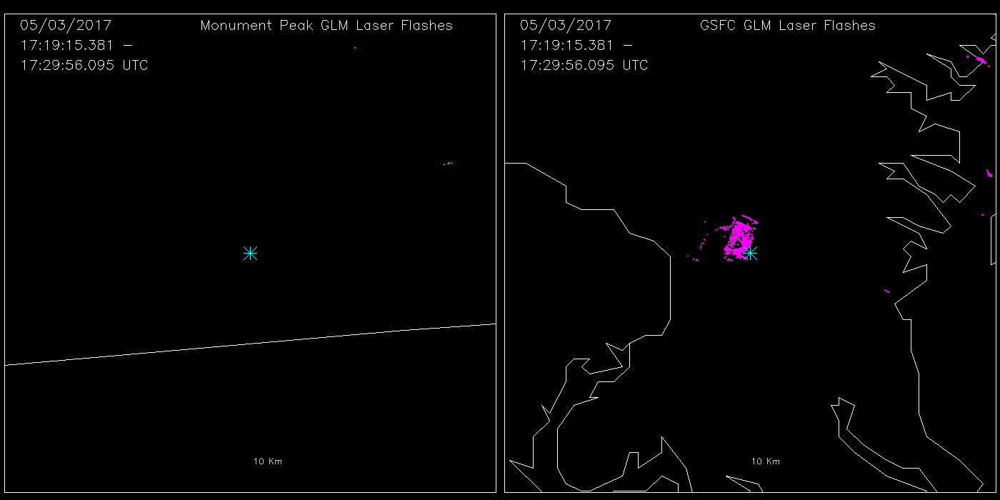 05/03/2017 Monument Peak GLM Laser Flashes
17:19:15.381 –
17:29:56.095 UTC
10 Km
05/03/2017 GSFC GLM Laser Flashes
17:19:15.381 –
17:29:56.095 UTC
10 Km